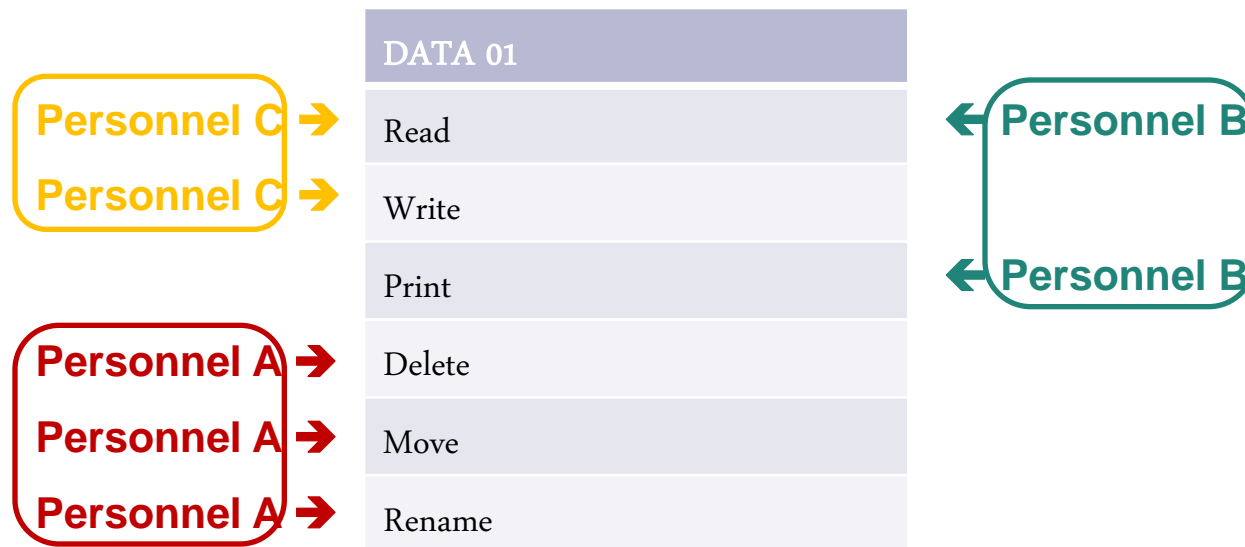 DATA 01
Personnel C ➔ Read ← Personnel B
Personnel C ➔ Write
Print ← Personnel B
Personnel A ➔ Delete
Personnel A ➔ Move
Personnel A ➔ Rename